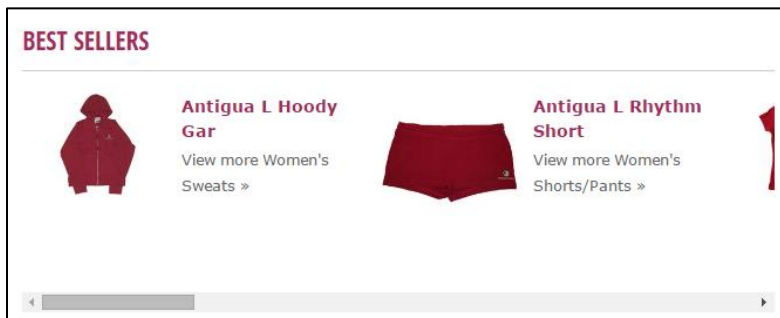 BEST SELLERS
Antigua L Hoody
Gar
View more Women's
Sweats »
Antigua L Rhythm
Short
View more Women's
Shorts/Pants »